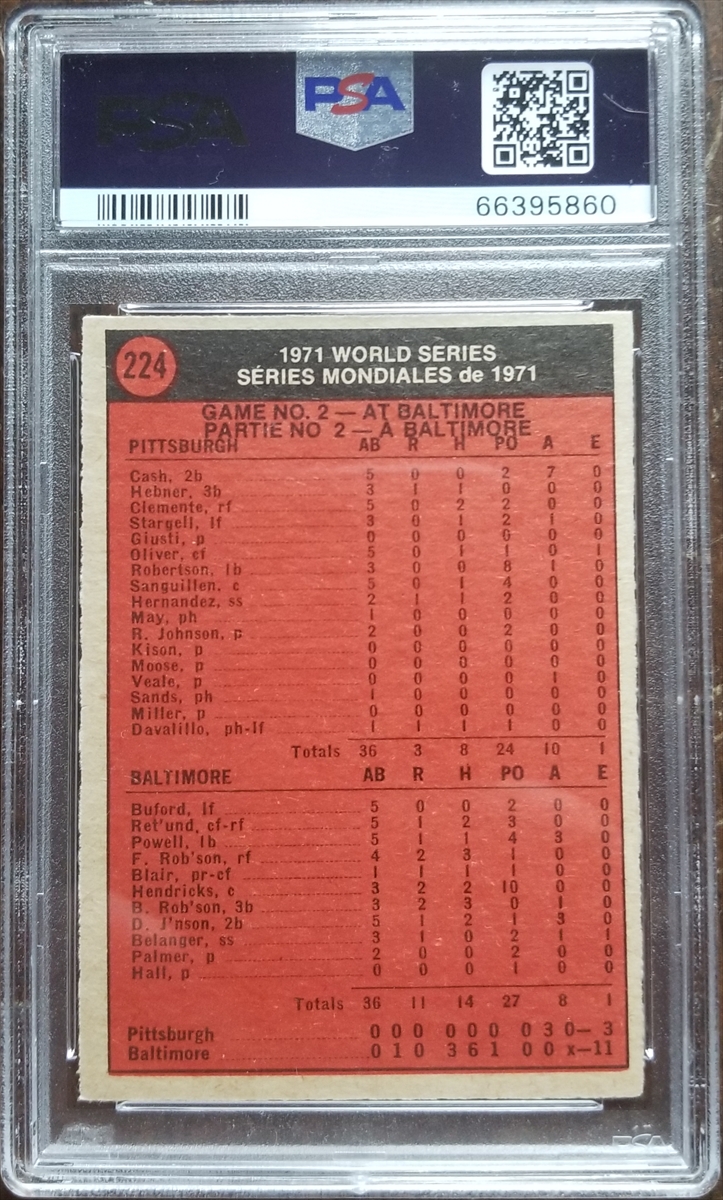 PSA
PSA
66395860
224
1971 WORLD SERIES
SÉRIES MONDIALES de 1971
GAME NO. 2 — AT BALTIMORE
PARTIE NO 2 — À BALTIMORE
PITTSBURGH AB R H PO A E
Cash, 2b 5 0 0 2 7 0
Hebner, 3b 3 1 1 0 0 0
Clemente, rf 5 0 2 2 0 0
Stargell, lf 3 0 1 2 1 0
Giusti, p 0 0 0 0 0 0
Oliver, cf 5 0 1 1 0 1
Robertson, lb 3 0 0 8 1 0
Sanguillen, c 5 0 1 4 0 0
Hernandez, ss 2 1 1 2 0 0
May, ph 1 0 0 0 0 0
R. Johnson, p 2 0 0 2 0 0
Kison, p 0 0 0 0 0 0
Moose, p 0 0 0 0 0 0
Veale, p 0 0 0 0 1 0
Sands, ph 1 0 0 0 0 0
Miller, p 0 0 0 0 0 0
Davalillo, ph-lf 1 1 1 1 0 0
Totals 36 3 8 24 10 1
BALTIMORE AB R H PO A E
Buford, lf 5 0 0 2 0 0
Ret'und, cf-rf 5 1 2 3 0 0
Powell, lb 5 1 1 4 3 0
F. Rob'son, rf 4 2 3 1 0 0
Blair, pr-cf 1 1 1 1 0 0
Hendricks, c 3 2 2 10 0 0
B. Rob'son, 3b 3 2 3 0 1 0
D. J'nson, 2b 5 1 2 1 3 0
Belanger, ss 3 1 0 2 1 1
Palmer, p 2 0 0 2 0 0
Hall, p 0 0 0 1 0 0
Totals 36 11 14 27 8 1
Pittsburgh 0 0 0 0 0 0 0 3 0— 3
Baltimore 0 1 0 3 6 1 0 0 x—11
PSA